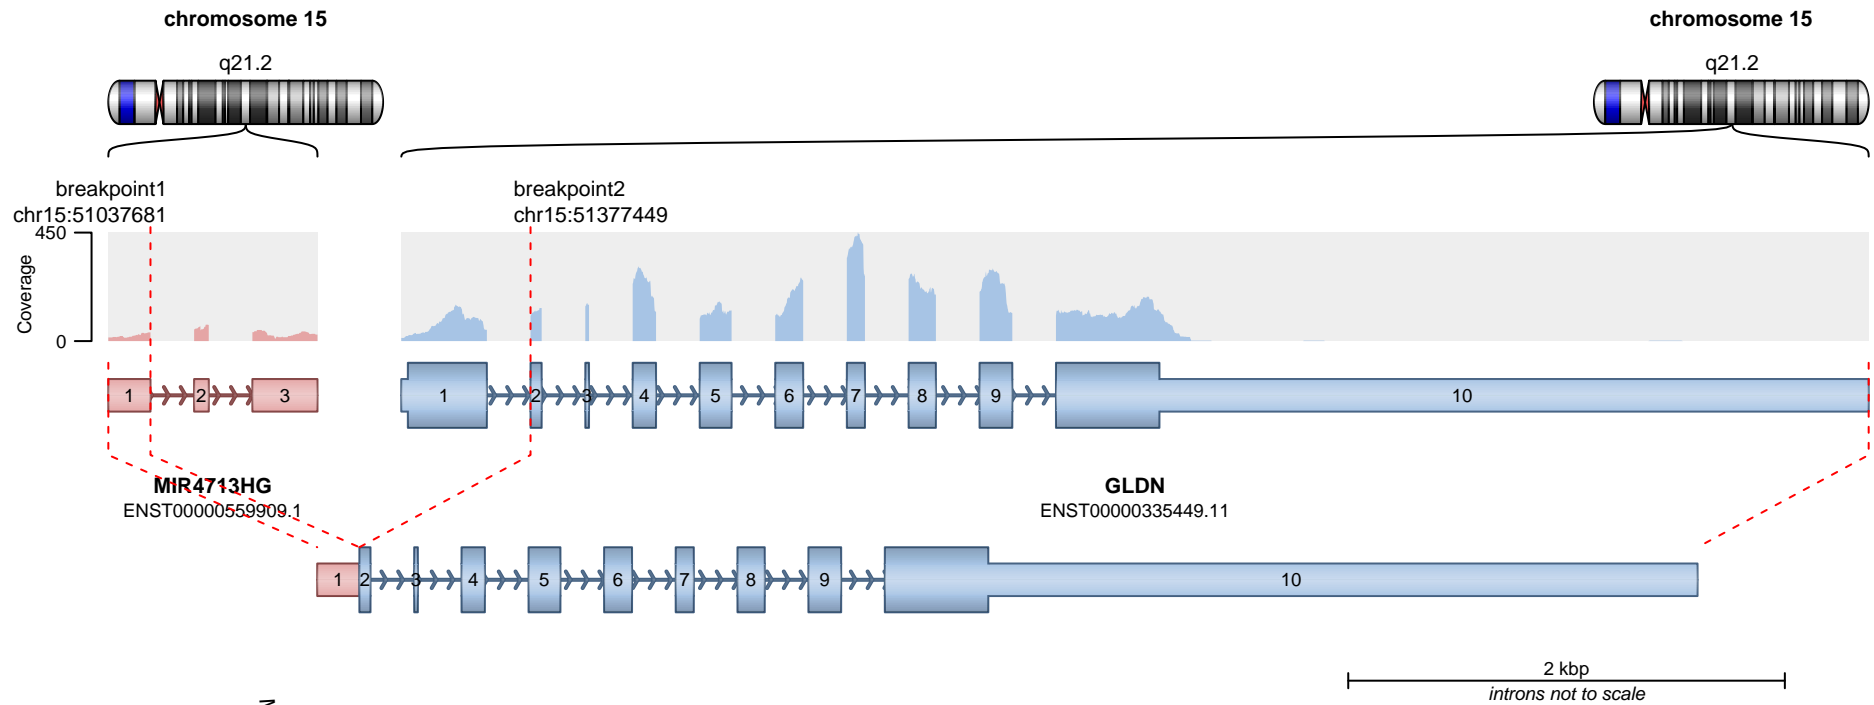 chromosome 15
chromosome 15
q21.2
q21.2
breakpoint1
chr15:51037681
breakpoint2
chr15:51377449
450
Coverage
0
1 2 3
1 2 3 4 5 6 7 8 9 10
MIR4713HG
ENST00000559909.1
GLDN
ENST00000335449.11
1 2 3 4 5 6 7 8 9 10
2 kbp
introns not to scale